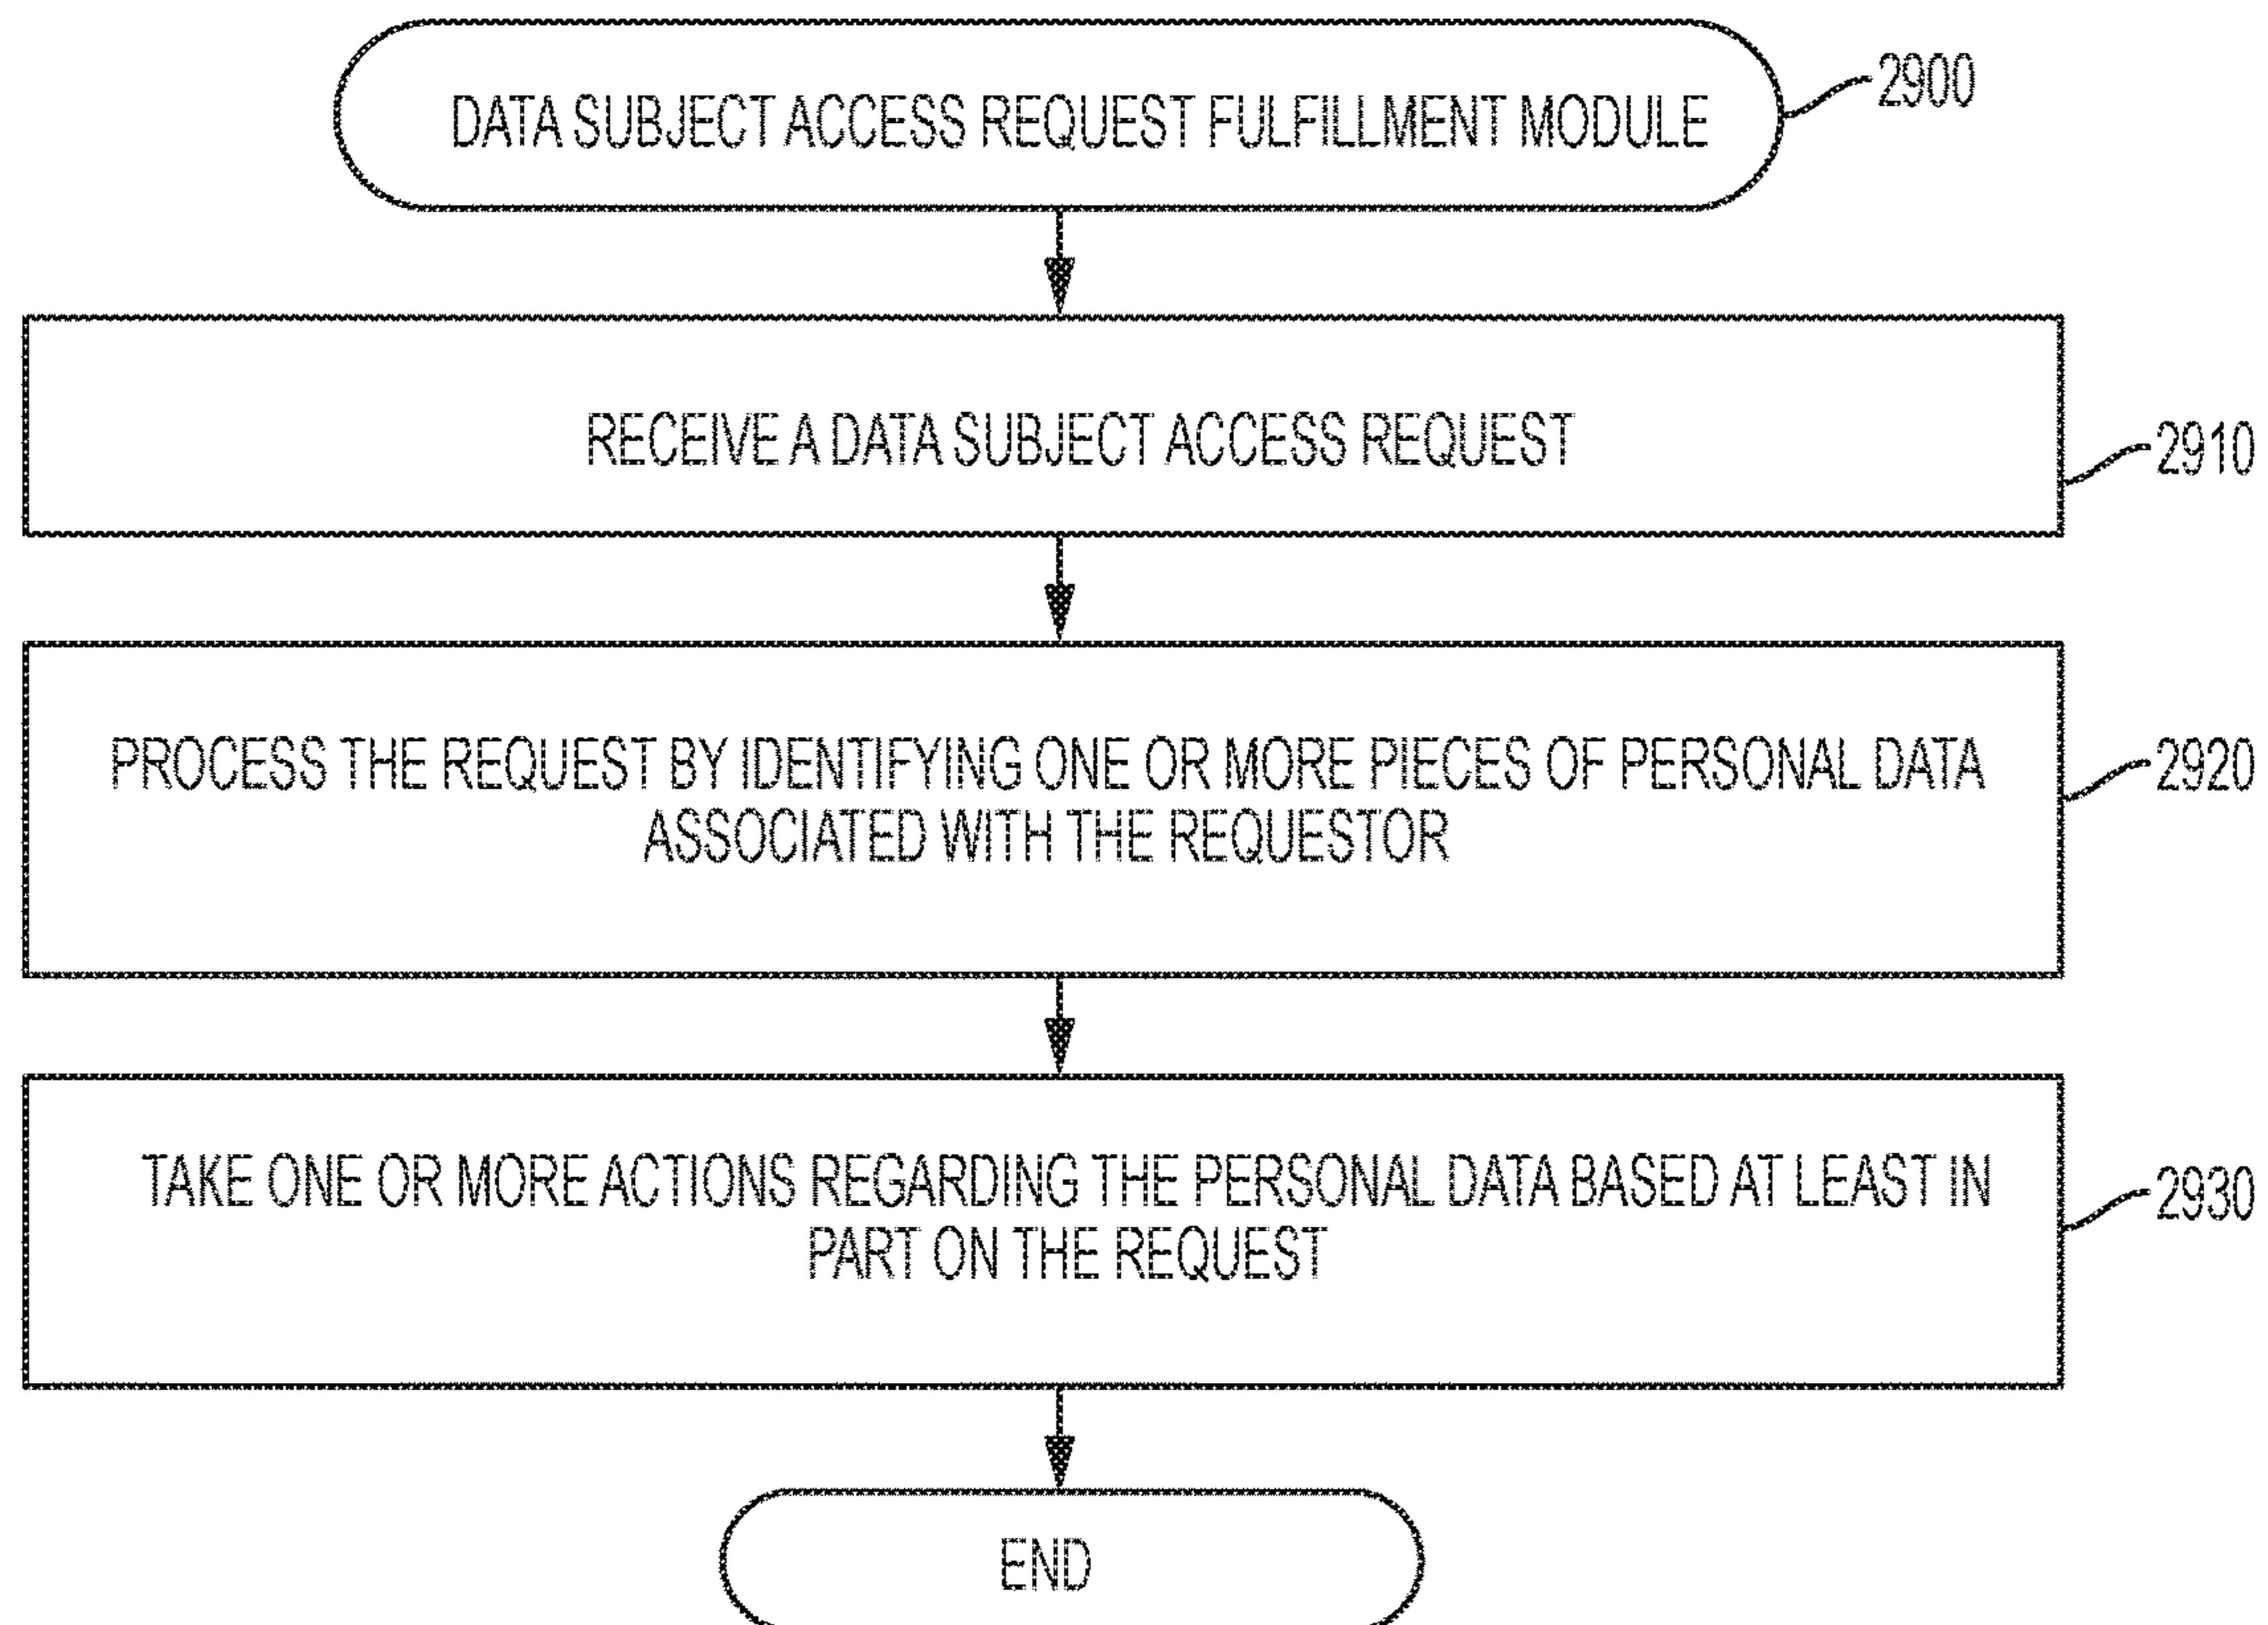 DATA SUBJECT ACCESS REQUEST FULFILLMENT MODULE
2900
RECEIVE A DATA SUBJECT ACCESS REQUEST
2910
PROCESS THE REQUEST BY IDENTIFYING ONE OR MORE PIECES OF PERSONAL DATA
ASSOCIATED WITH THE REQUESTOR
2920
TAKE ONE OR MORE ACTIONS REGARDING THE PERSONAL DATA BASED AT LEAST IN
PART ON THE REQUEST
2930
END